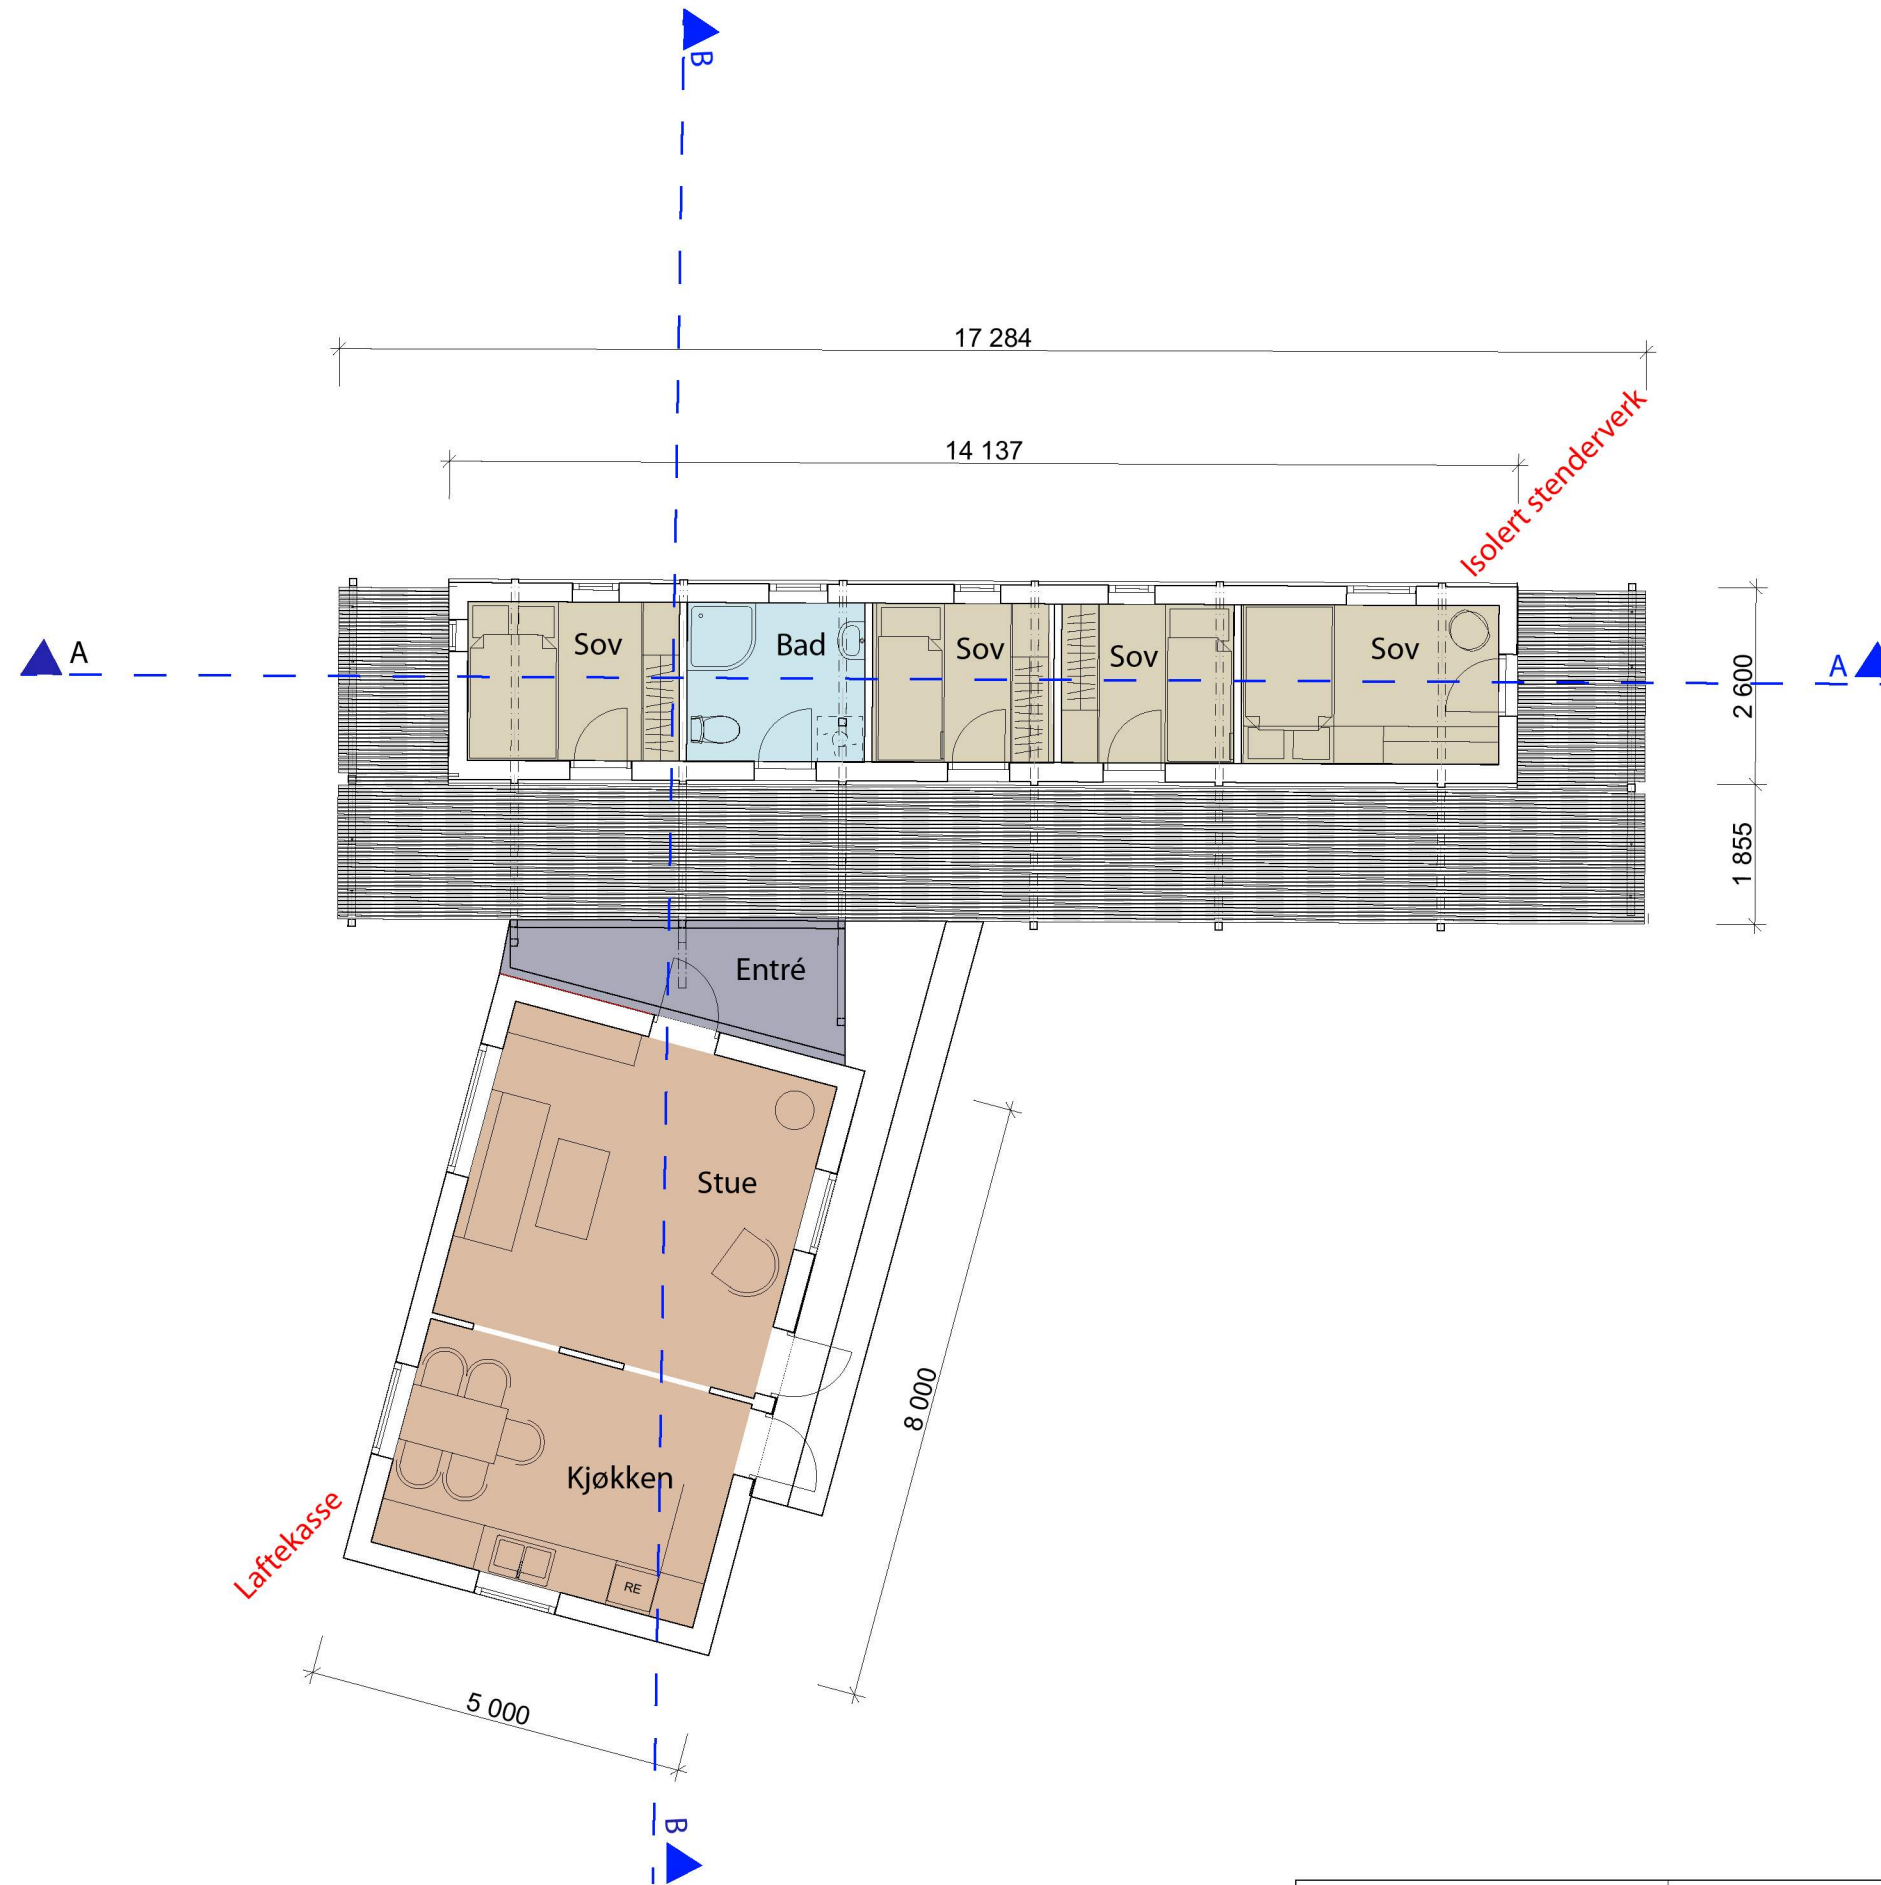 B
17 284
14 137
Isolert stenderverk
A
Sov
Bad
Sov
Sov
Sov
A
2 600
1 855
Entré
Stue
8 000
Kjøkken
Laftekasse
RE
5 000
B